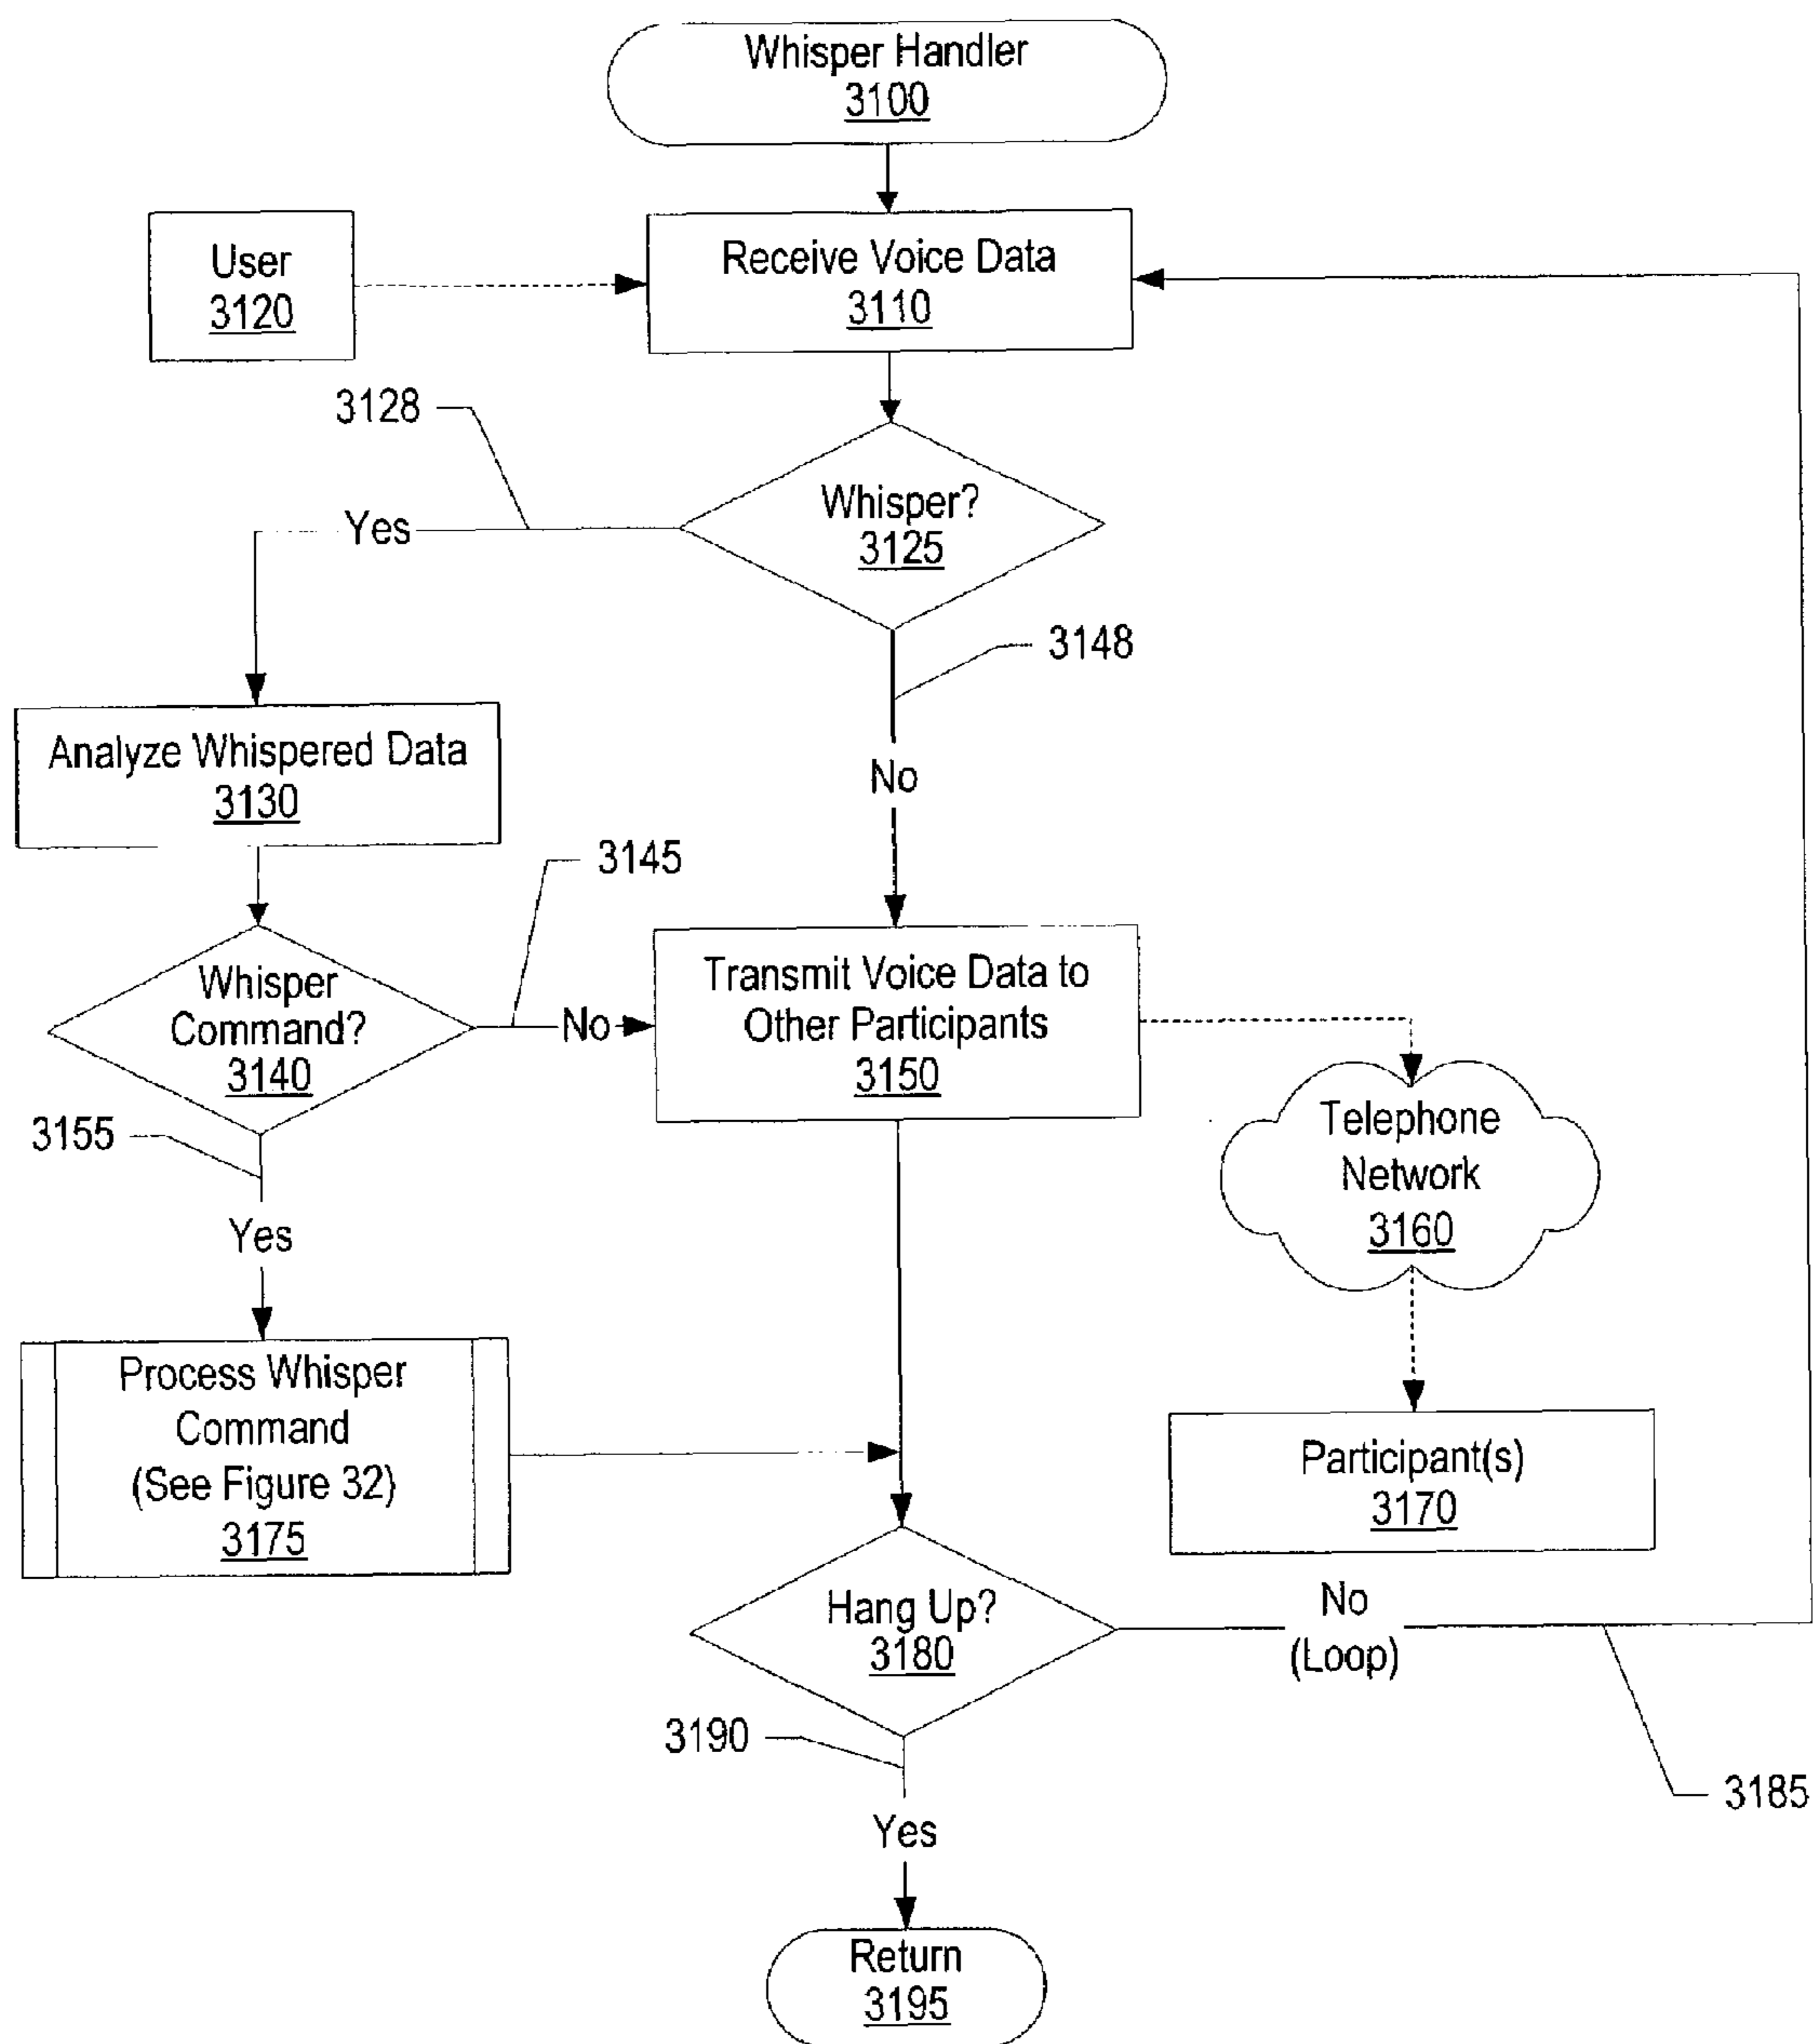 Whisper Handler
3100
User
3120
Receive Voice Data
3110
3128
Whisper?
3125
Yes
3148
Analyze Whispered Data
3130
No
3145
Whisper
Command?
3140
No
Transmit Voice Data to
Other Participants
3150
3155
Telephone
Network
3160
Yes
Process Whisper
Command
(See Figure 32)
3175
Participant(s)
3170
Hang Up?
3180
No
(Loop)
3190
3185
Yes
Return
3195